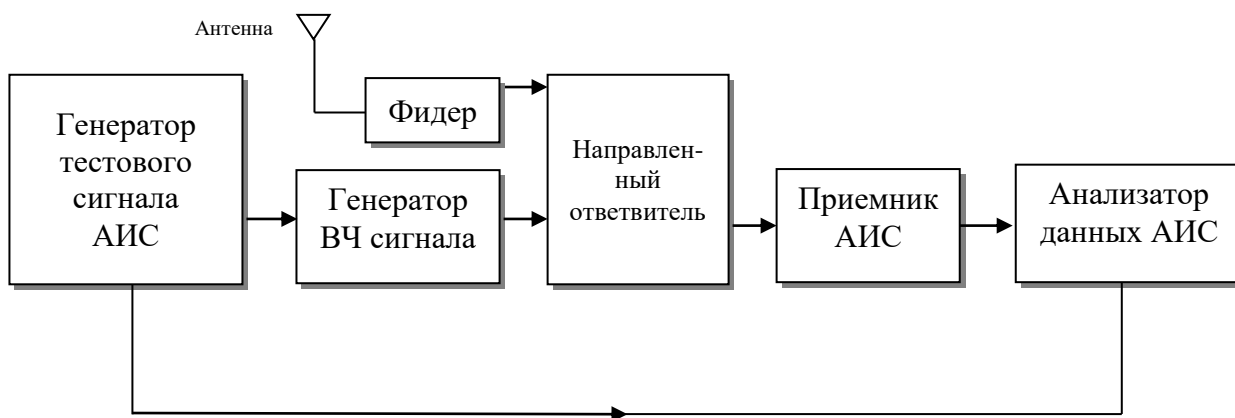 Антенна
Генератор
тестового
сигнала
АИС
Фидер
Генератор
ВЧ сигнала
Направлен-
ный
ответвитель
Приемник
АИС
Анализатор
данных АИС